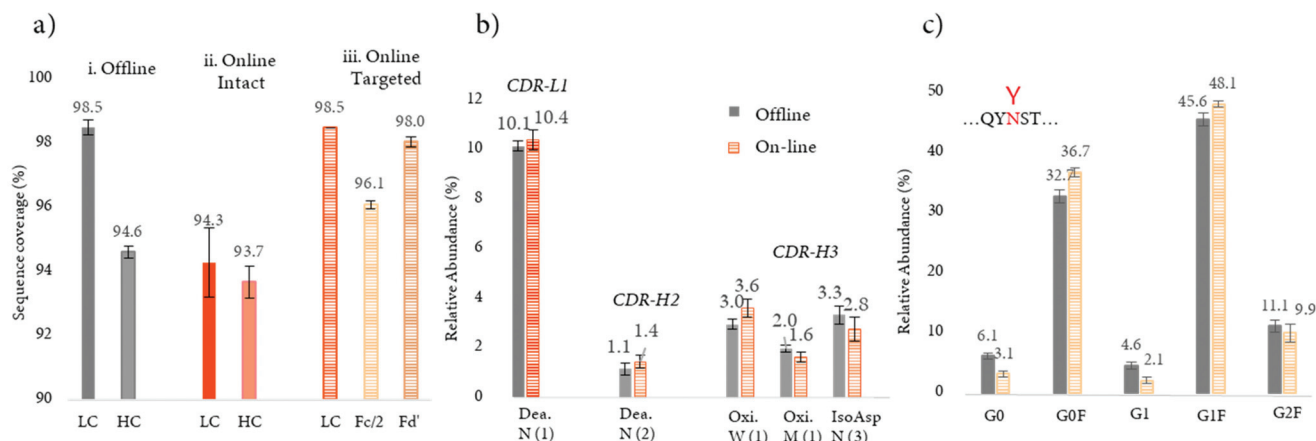 a)
i. Offline
ii. Online
Intact
iii. Online
Targeted
Sequence coverage (%)
100
98
96
94
92
90
98.5
94.6
94.3
93.7
98.5
96.1
98.0
LC HC LC HC LC Fc/2 Fd'
b)
CDR-L1
Offline
On-line
Relative Abundance (%)
12
10
8
6
4
2
0
10.1 10.4
CDR-H2
1.1 1.4
CDR-H3
3.0 3.6
2.0 1.6
3.3 2.8
Dea.
N (1)
Dea.
N (2)
Oxi.
W (1)
Oxi.
M (1)
IsoAsp
N (3)
c)
Y
...QYNST...
Relative Abundance (%)
50
40
30
20
10
0
6.1 3.1
32.7 36.7
4.6 2.1
45.6 48.1
11.1 9.9
G0 G0F G1 G1F G2F